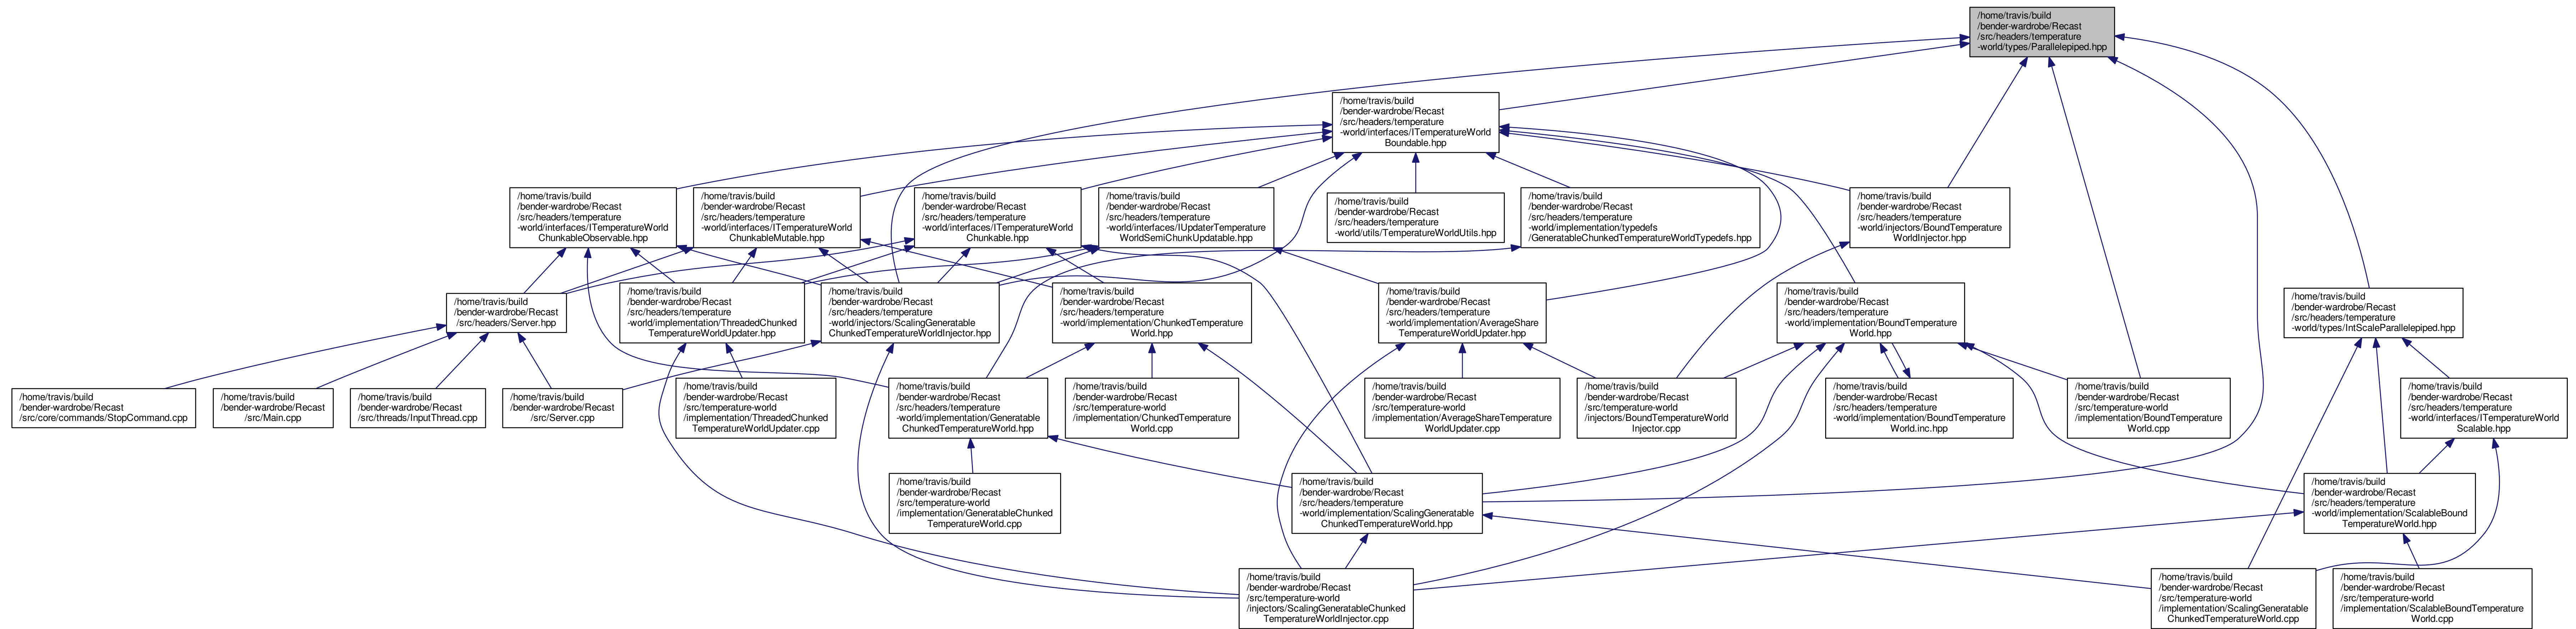 /home/travis/build
/bender-wardrobe/Recast
/src/headers/temperature
-world/types/Parallelepiped.hpp
/home/travis/build
/bender-wardrobe/Recast
/src/headers/temperature
-world/interfaces/ITemperatureWorld
Boundable.hpp
/home/travis/build
/bender-wardrobe/Recast
/src/headers/temperature
-world/interfaces/ITemperatureWorld
ChunkableObservable.hpp
/home/travis/build
/bender-wardrobe/Recast
/src/headers/temperature
-world/interfaces/ITemperatureWorld
ChunkableMutable.hpp
/home/travis/build
/bender-wardrobe/Recast
/src/headers/temperature
-world/interfaces/ITemperatureWorld
Chunkable.hpp
/home/travis/build
/bender-wardrobe/Recast
/src/headers/temperature
-world/interfaces/IUpdaterTemperature
WorldSemiChunkUpdatable.hpp
/home/travis/build
/bender-wardrobe/Recast
/src/headers/temperature
-world/utils/TemperatureWorldUtils.hpp
/home/travis/build
/bender-wardrobe/Recast
/src/headers/temperature
-world/implementation/typedefs
/GeneratableChunkedTemperatureWorldTypedefs.hpp
/home/travis/build
/bender-wardrobe/Recast
/src/headers/temperature
-world/injectors/BoundTemperature
WorldInjector.hpp
/home/travis/build
/bender-wardrobe/Recast
/src/headers/Server.hpp
/home/travis/build
/bender-wardrobe/Recast
/src/headers/temperature
-world/implementation/ThreadedChunked
TemperatureWorldUpdater.hpp
/home/travis/build
/bender-wardrobe/Recast
/src/headers/temperature
-world/injectors/ScalingGeneratable
ChunkedTemperatureWorldInjector.hpp
/home/travis/build
/bender-wardrobe/Recast
/src/headers/temperature
-world/implementation/ChunkedTemperature
World.hpp
/home/travis/build
/bender-wardrobe/Recast
/src/headers/temperature
-world/implementation/AverageShare
TemperatureWorldUpdater.hpp
/home/travis/build
/bender-wardrobe/Recast
/src/headers/temperature
-world/implementation/BoundTemperature
World.hpp
/home/travis/build
/bender-wardrobe/Recast
/src/headers/temperature
-world/types/IntScaleParallelepiped.hpp
/home/travis/build
/bender-wardrobe/Recast
/src/core/commands/StopCommand.cpp
/home/travis/build
/bender-wardrobe/Recast
/src/Main.cpp
/home/travis/build
/bender-wardrobe/Recast
/src/threads/InputThread.cpp
/home/travis/build
/bender-wardrobe/Recast
/src/Server.cpp
/home/travis/build
/bender-wardrobe/Recast
/src/temperature-world
/implementation/ThreadedChunked
TemperatureWorldUpdater.cpp
/home/travis/build
/bender-wardrobe/Recast
/src/headers/temperature
-world/implementation/Generatable
ChunkedTemperatureWorld.hpp
/home/travis/build
/bender-wardrobe/Recast
/src/temperature-world
/implementation/ChunkedTemperature
World.cpp
/home/travis/build
/bender-wardrobe/Recast
/src/temperature-world
/implementation/AverageShareTemperature
WorldUpdater.cpp
/home/travis/build
/bender-wardrobe/Recast
/src/temperature-world
/injectors/BoundTemperatureWorld
Injector.cpp
/home/travis/build
/bender-wardrobe/Recast
/src/headers/temperature
-world/implementation/BoundTemperature
World.inc.hpp
/home/travis/build
/bender-wardrobe/Recast
/src/temperature-world
/implementation/BoundTemperature
World.cpp
/home/travis/build
/bender-wardrobe/Recast
/src/headers/temperature
-world/interfaces/ITemperatureWorld
Scalable.hpp
/home/travis/build
/bender-wardrobe/Recast
/src/temperature-world
/implementation/GeneratableChunked
TemperatureWorld.cpp
/home/travis/build
/bender-wardrobe/Recast
/src/headers/temperature
-world/implementation/ScalingGeneratable
ChunkedTemperatureWorld.hpp
/home/travis/build
/bender-wardrobe/Recast
/src/headers/temperature
-world/implementation/ScalableBound
TemperatureWorld.hpp
/home/travis/build
/bender-wardrobe/Recast
/src/temperature-world
/injectors/ScalingGeneratableChunked
TemperatureWorldInjector.cpp
/home/travis/build
/bender-wardrobe/Recast
/src/temperature-world
/implementation/ScalingGeneratable
ChunkedTemperatureWorld.cpp
/home/travis/build
/bender-wardrobe/Recast
/src/temperature-world
/implementation/ScalableBoundTemperature
World.cpp